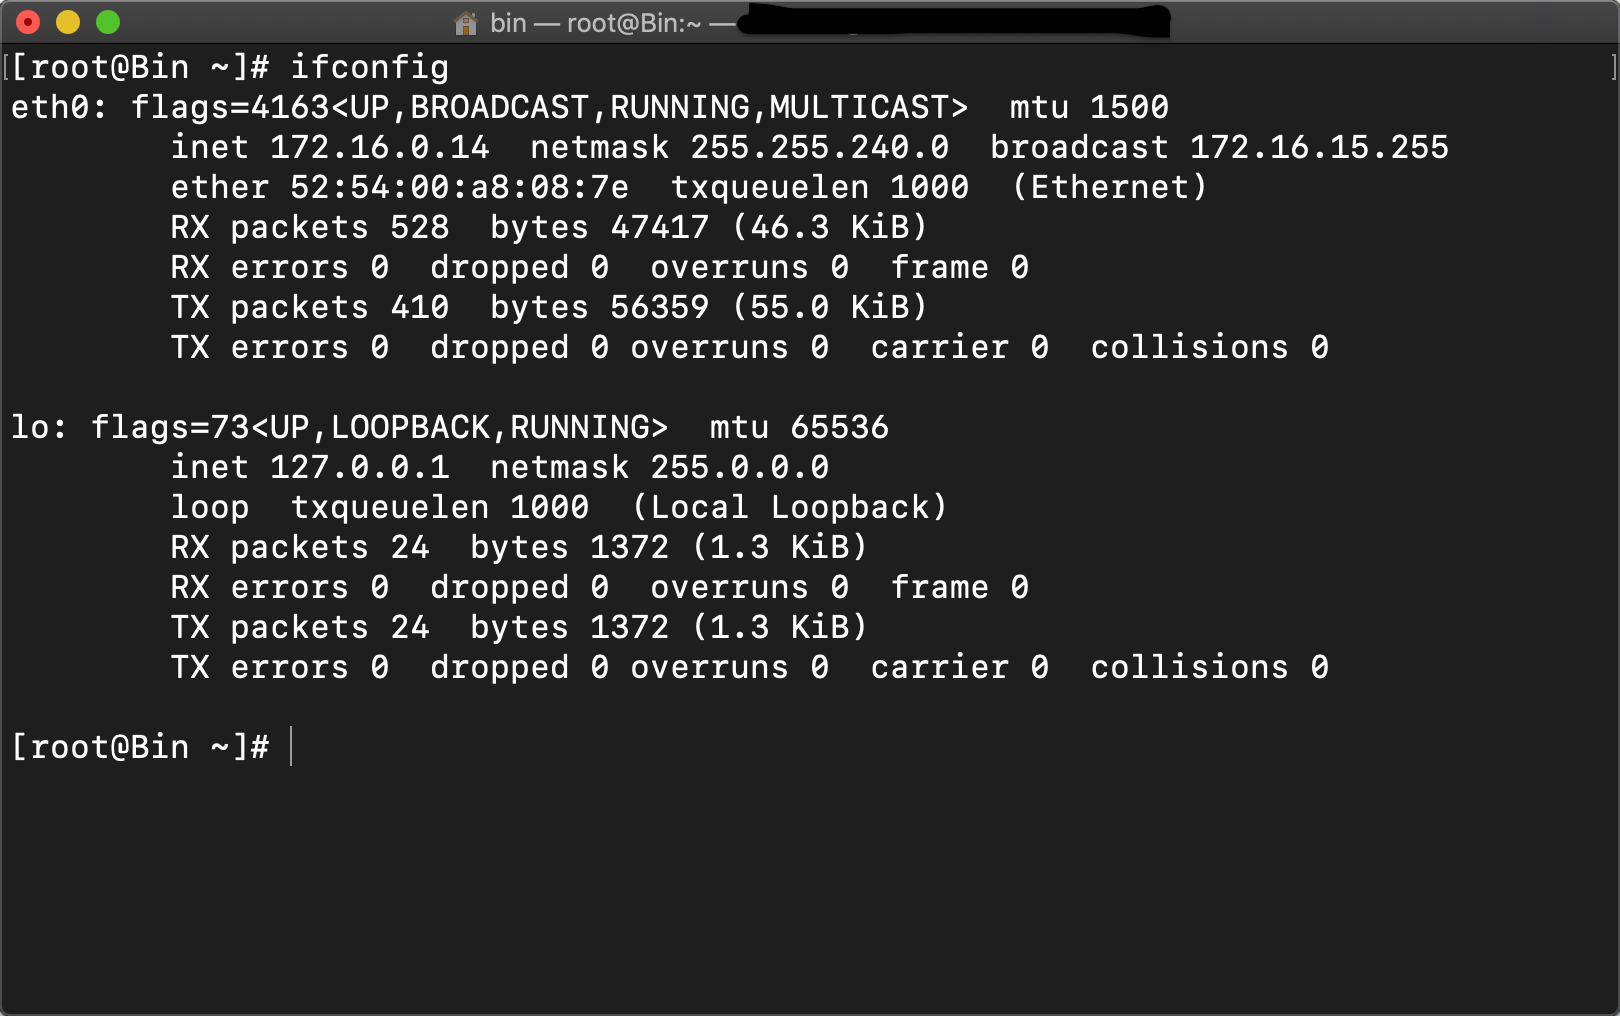 bin — root@Bin:~ —
[root@Bin ~]# ifconfig
eth0: flags=4163<UP,BROADCAST,RUNNING,MULTICAST>  mtu 1500
        inet 172.16.0.14  netmask 255.255.240.0  broadcast 172.16.15.255
        ether 52:54:00:a8:08:7e  txqueuelen 1000  (Ethernet)
        RX packets 528  bytes 47417 (46.3 KiB)
        RX errors 0  dropped 0  overruns 0  frame 0
        TX packets 410  bytes 56359 (55.0 KiB)
        TX errors 0  dropped 0 overruns 0  carrier 0  collisions 0

lo: flags=73<UP,LOOPBACK,RUNNING>  mtu 65536
        inet 127.0.0.1  netmask 255.0.0.0
        loop  txqueuelen 1000  (Local Loopback)
        RX packets 24  bytes 1372 (1.3 KiB)
        RX errors 0  dropped 0  overruns 0  frame 0
        TX packets 24  bytes 1372 (1.3 KiB)
        TX errors 0  dropped 0 overruns 0  carrier 0  collisions 0

[root@Bin ~]#